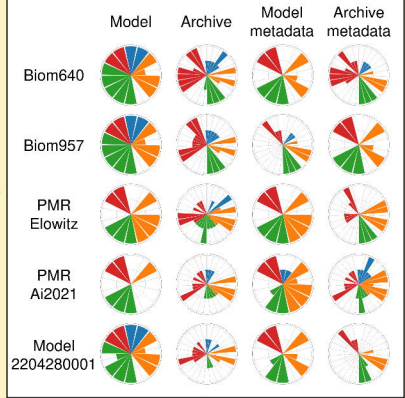 Model Archive Model metadata Archive metadata
Biom640
Biom957
PMR
Elowitz
PMR
Ai2021
Model
2204280001